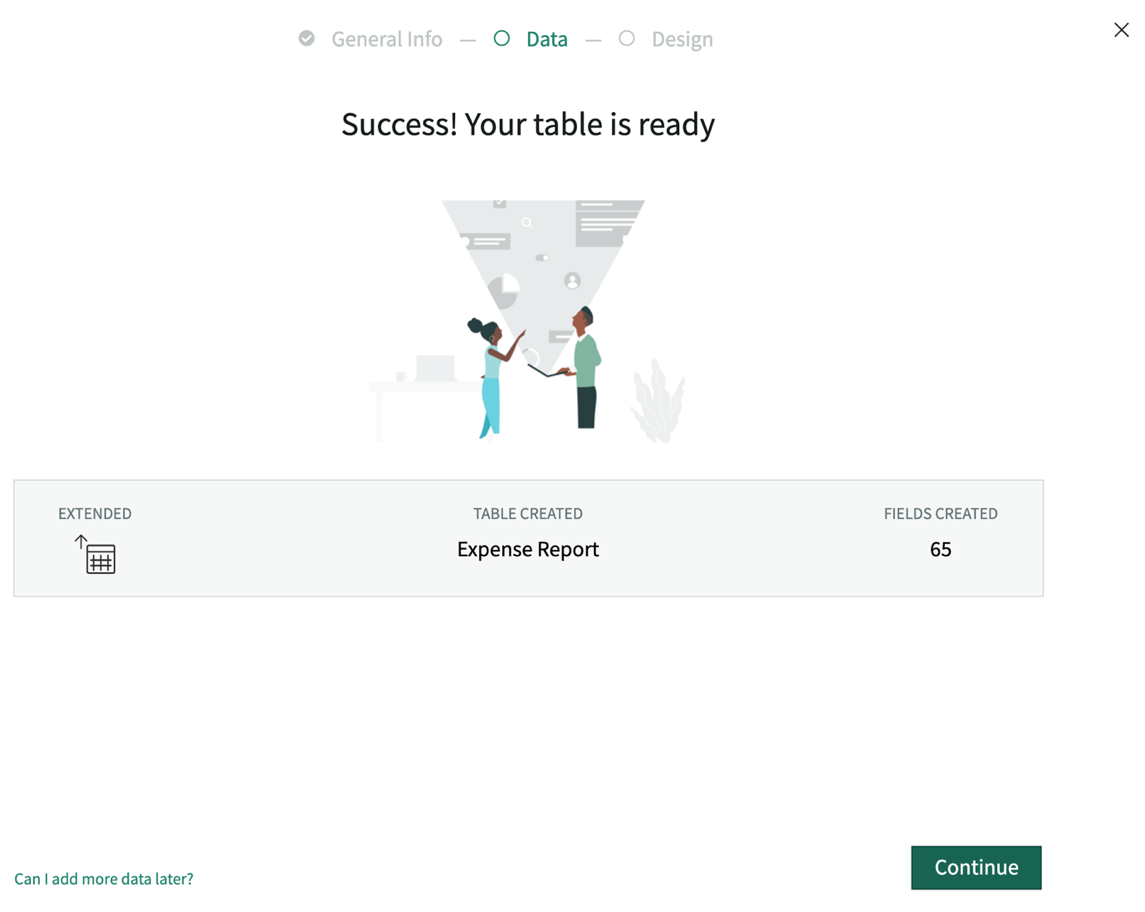 General Info — Data — Design
Success! Your table is ready
EXTENDED TABLE CREATED FIELDS CREATED
Expense Report 65
Can I add more data later? Continue